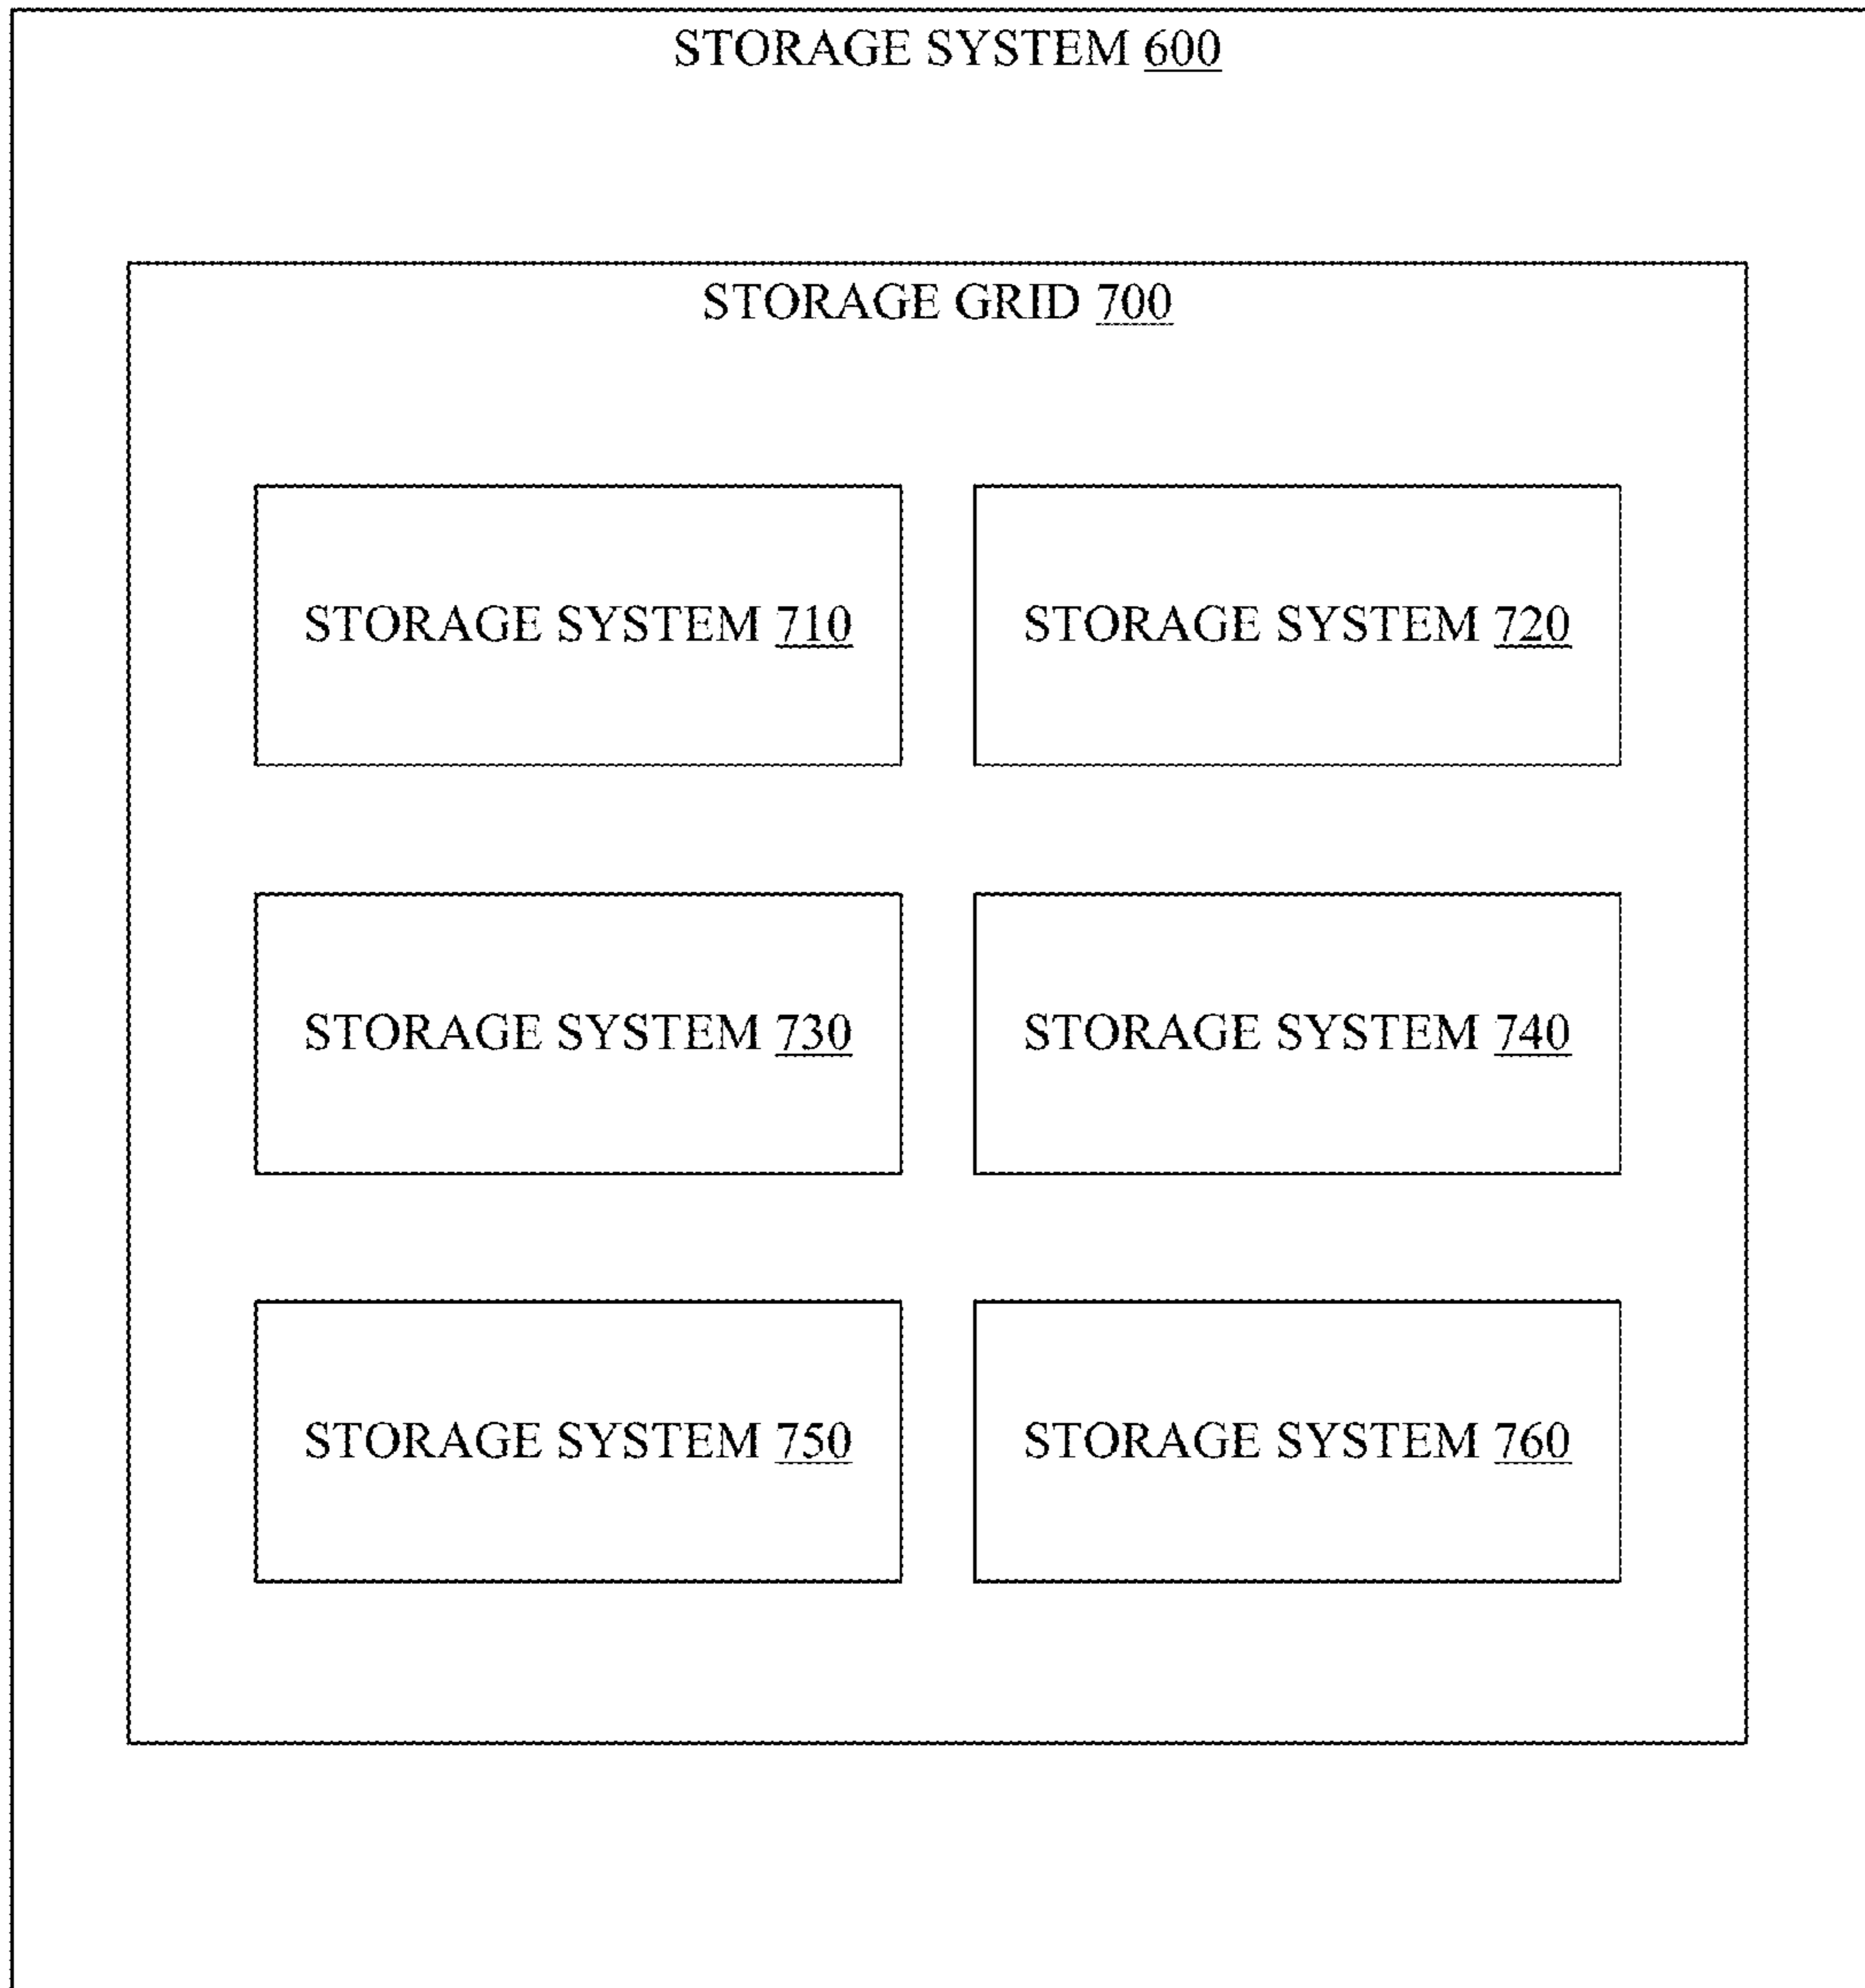 STORAGE SYSTEM 600
STORAGE GRID 700
STORAGE SYSTEM 710
STORAGE SYSTEM 720
STORAGE SYSTEM 730
STORAGE SYSTEM 740
STORAGE SYSTEM 750
STORAGE SYSTEM 760